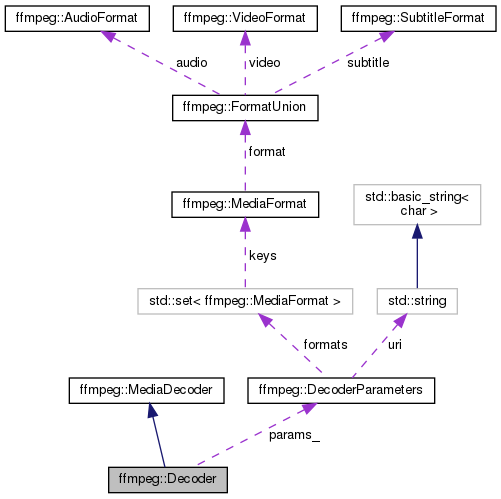 ffmpeg::AudioFormat
ffmpeg::VideoFormat
ffmpeg::SubtitleFormat
audio
video
subtitle
ffmpeg::FormatUnion
format
ffmpeg::MediaFormat
std::basic_string<
char >
keys
std::set< ffmpeg::MediaFormat >
std::string
formats
uri
ffmpeg::MediaDecoder
ffmpeg::DecoderParameters
params_
ffmpeg::Decoder